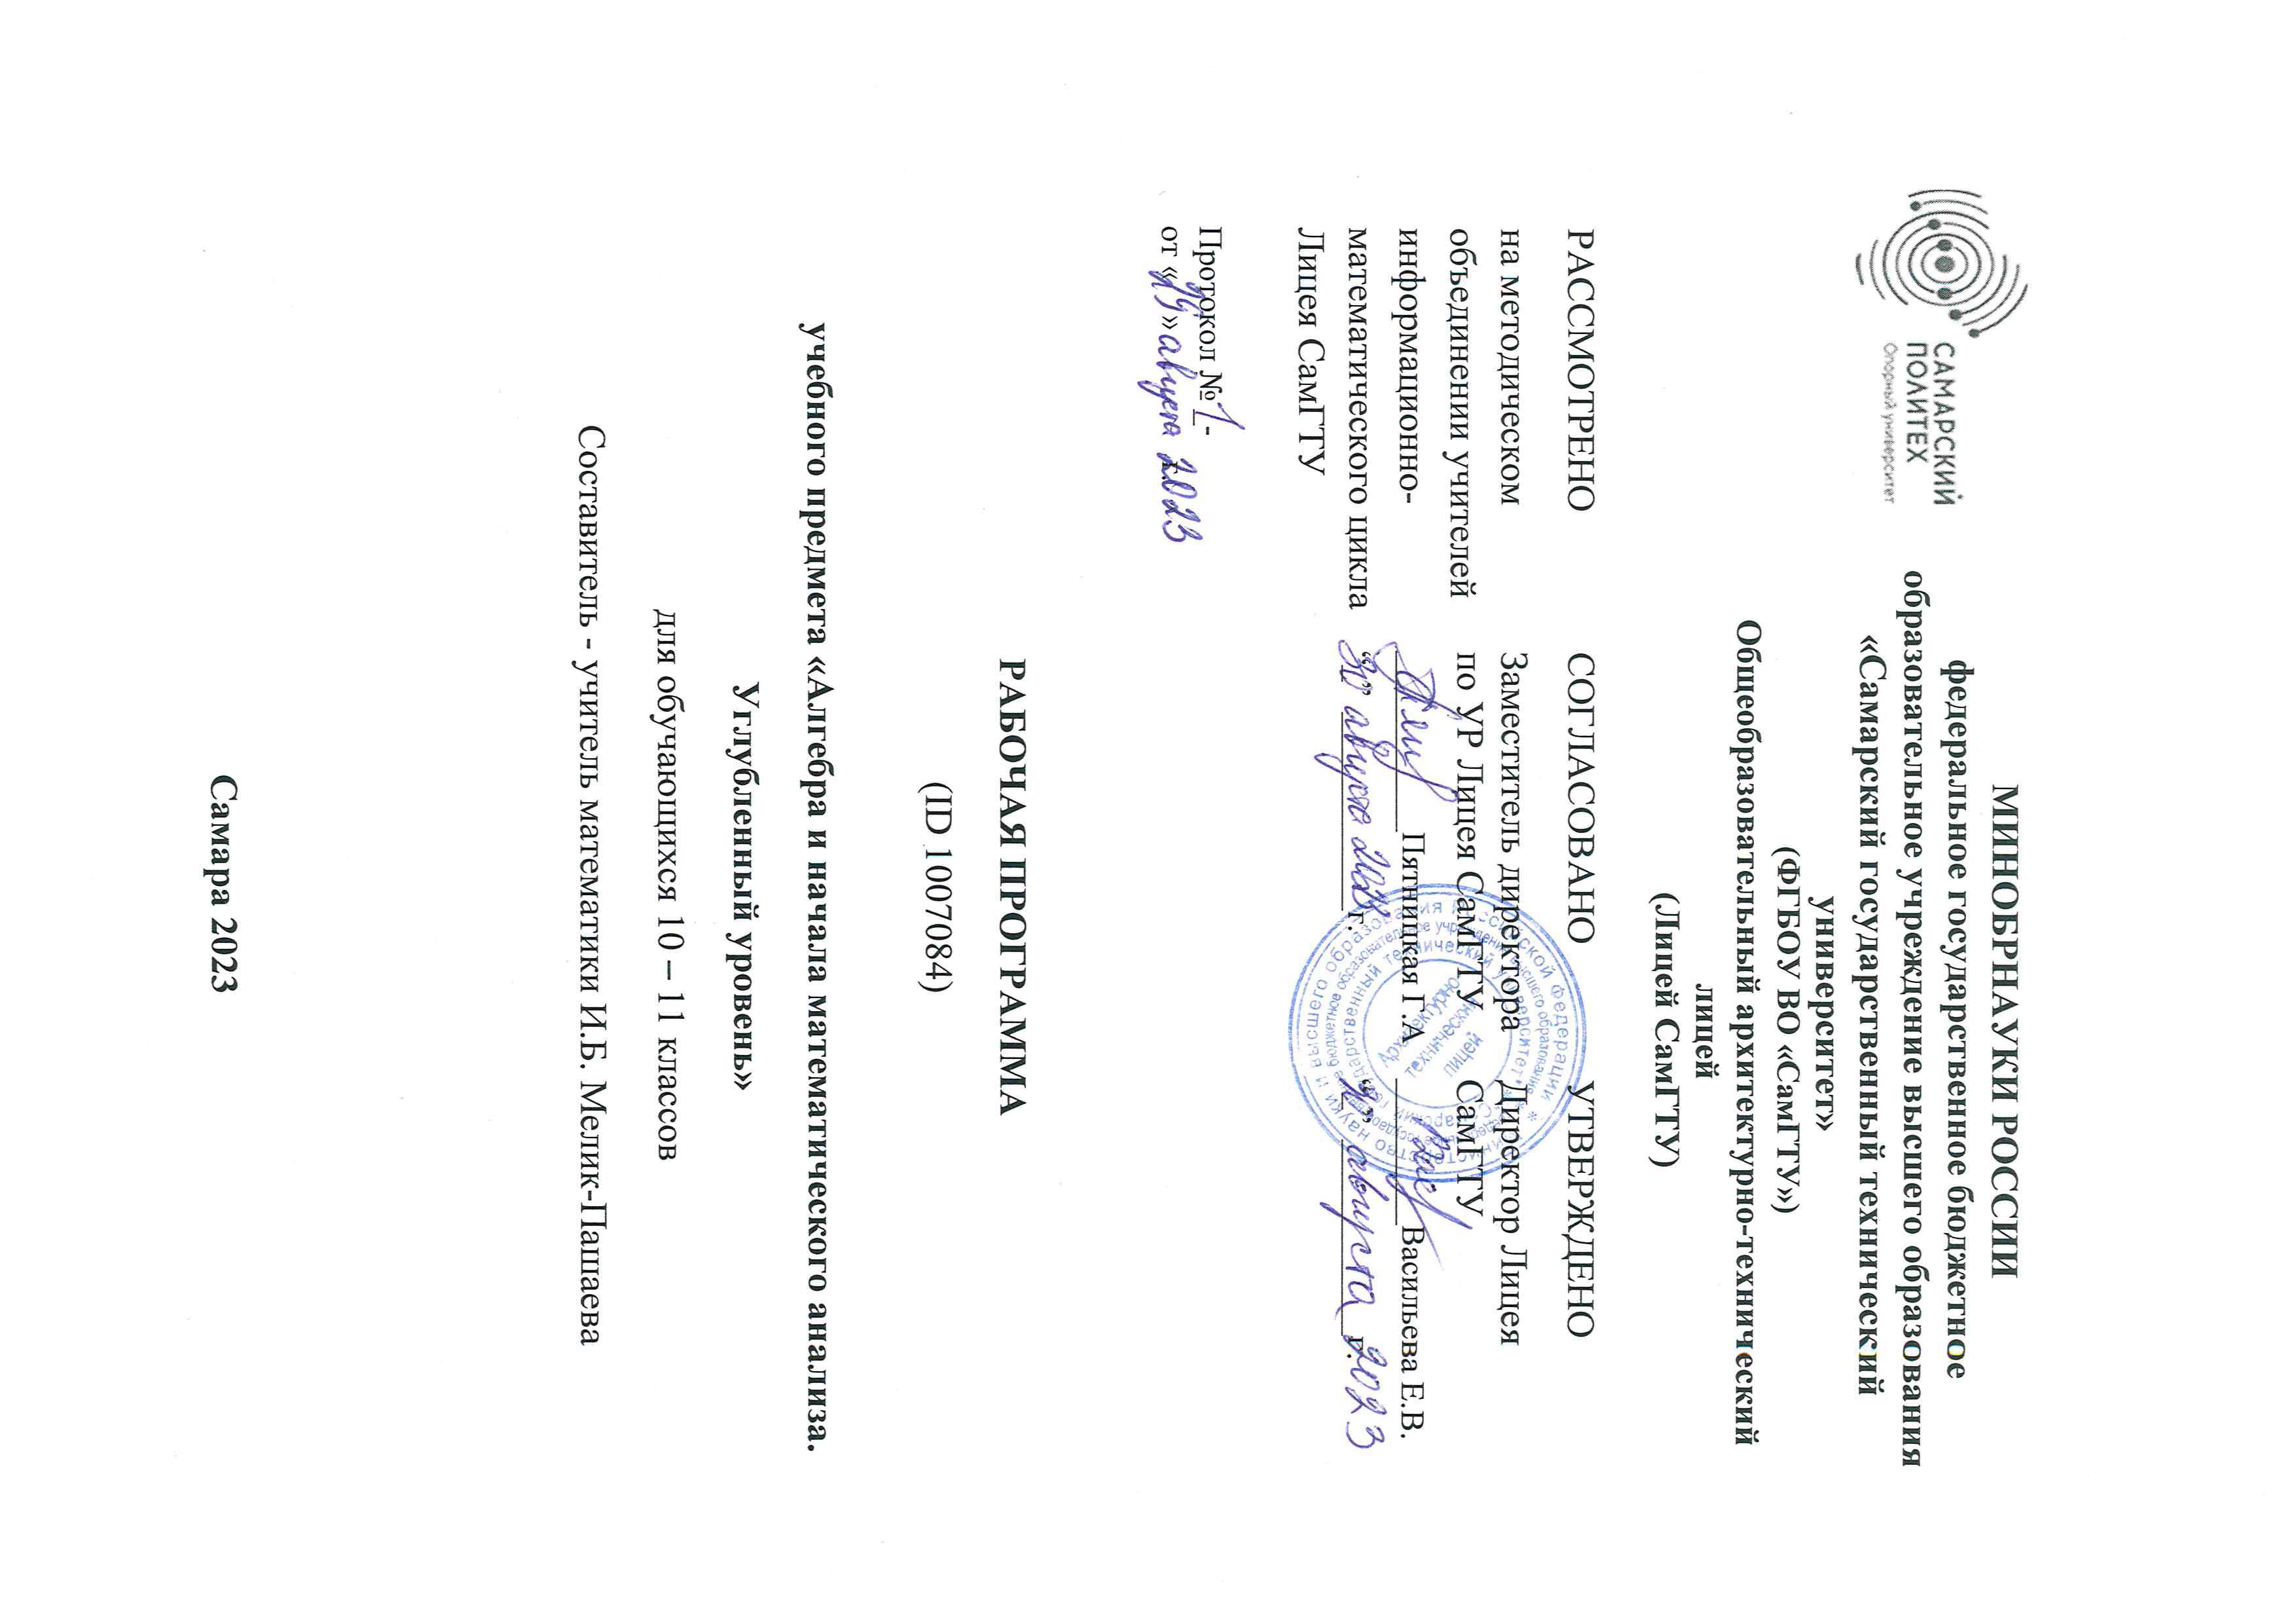 САМАРСКИЙ
ПОЛИТЕХ
Опорный университет
МИНОБРНАУКИ РОССИИ
федеральное государственное бюджетное
образовательное учреждение высшего образования
«Самарский государственный технический
университет»
(ФГБОУ ВО «СамГТУ»)
Общеобразовательный архитектурно-технический
лицей
(Лицей СамГТУ)
РАССМОТРЕНО
на методическом
объединении учителей
информационно-
математического цикла
Лицея СамГТУ
Протокол № 1-
от « » августа 2023
СОГЛАСОВАНО
Заместитель директора
по УР Лицея СамГТУ
Пятницкая Г.А
“30” августа 2023 г.
УТВЕРЖДЕНО
Директор Лицея
СамГТУ
Васильева Е.В.
“30” августа 2023 г.
Архитектурно-
технический
лицей
РАБОЧАЯ ПРОГРАММА
(ID 1007084)
учебного предмета «Алгебра и начала математического анализа.
Углубленный уровень»
для обучающихся 10 – 11 классов
Составитель - учитель математики И.Б. Мелик-Пашаева
Самара 2023